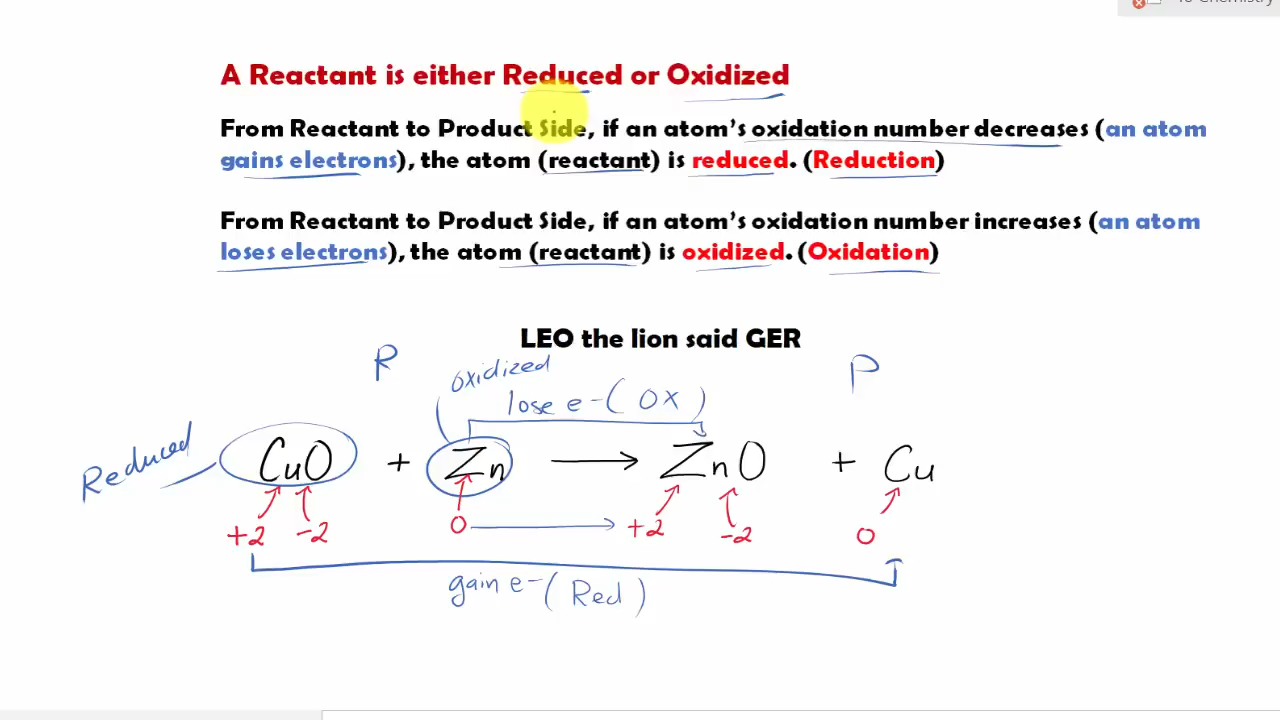 To Chemistry
A Reactant is either Reduced or Oxidized
From Reactant to Product Side, if an atom's oxidation number decreases (an atom
gains electrons), the atom (reactant) is reduced. (Reduction)
From Reactant to Product Side, if an atom's oxidation number increases (an atom
loses electrons), the atom (reactant) is oxidized. (Oxidation)
LEO the lion said GER
R P
oxidized
lose e- (OX)
Reduced
CuO + Zn → ZnO + Cu
+2 -2 0 → +2 -2 0
gain e- (Red)